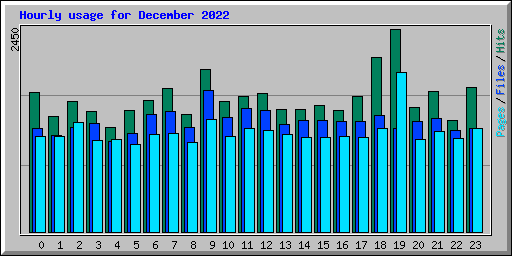 Hourly usage for December 2022
2450
Pages / Files / Hits
0 1 2 3 4 5 6 7 8 9 10 11 12 13 14 15 16 17 18 19 20 21 22 23